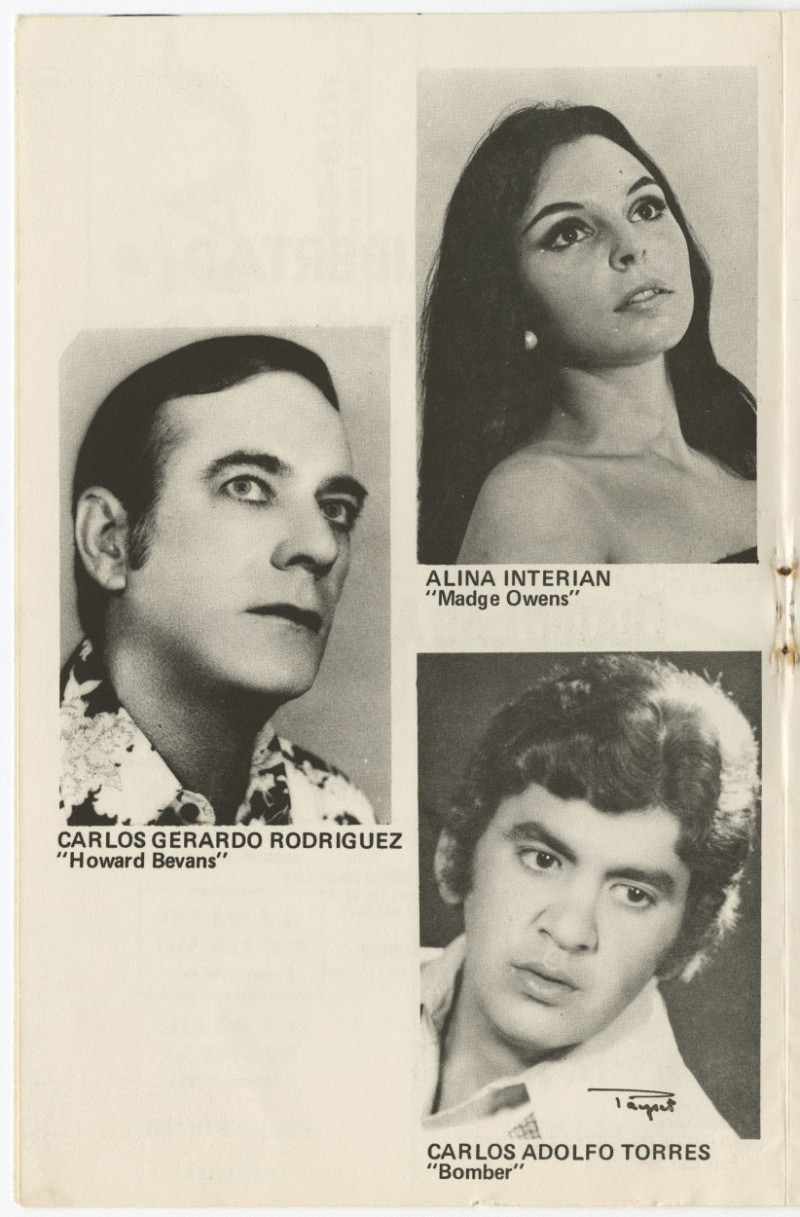 ALINA INTERIAN
"Madge Owens"
CARLOS GERARDO RODRIGUEZ
"Howard Bevans"
CARLOS ADOLFO TORRES
"Bomber"